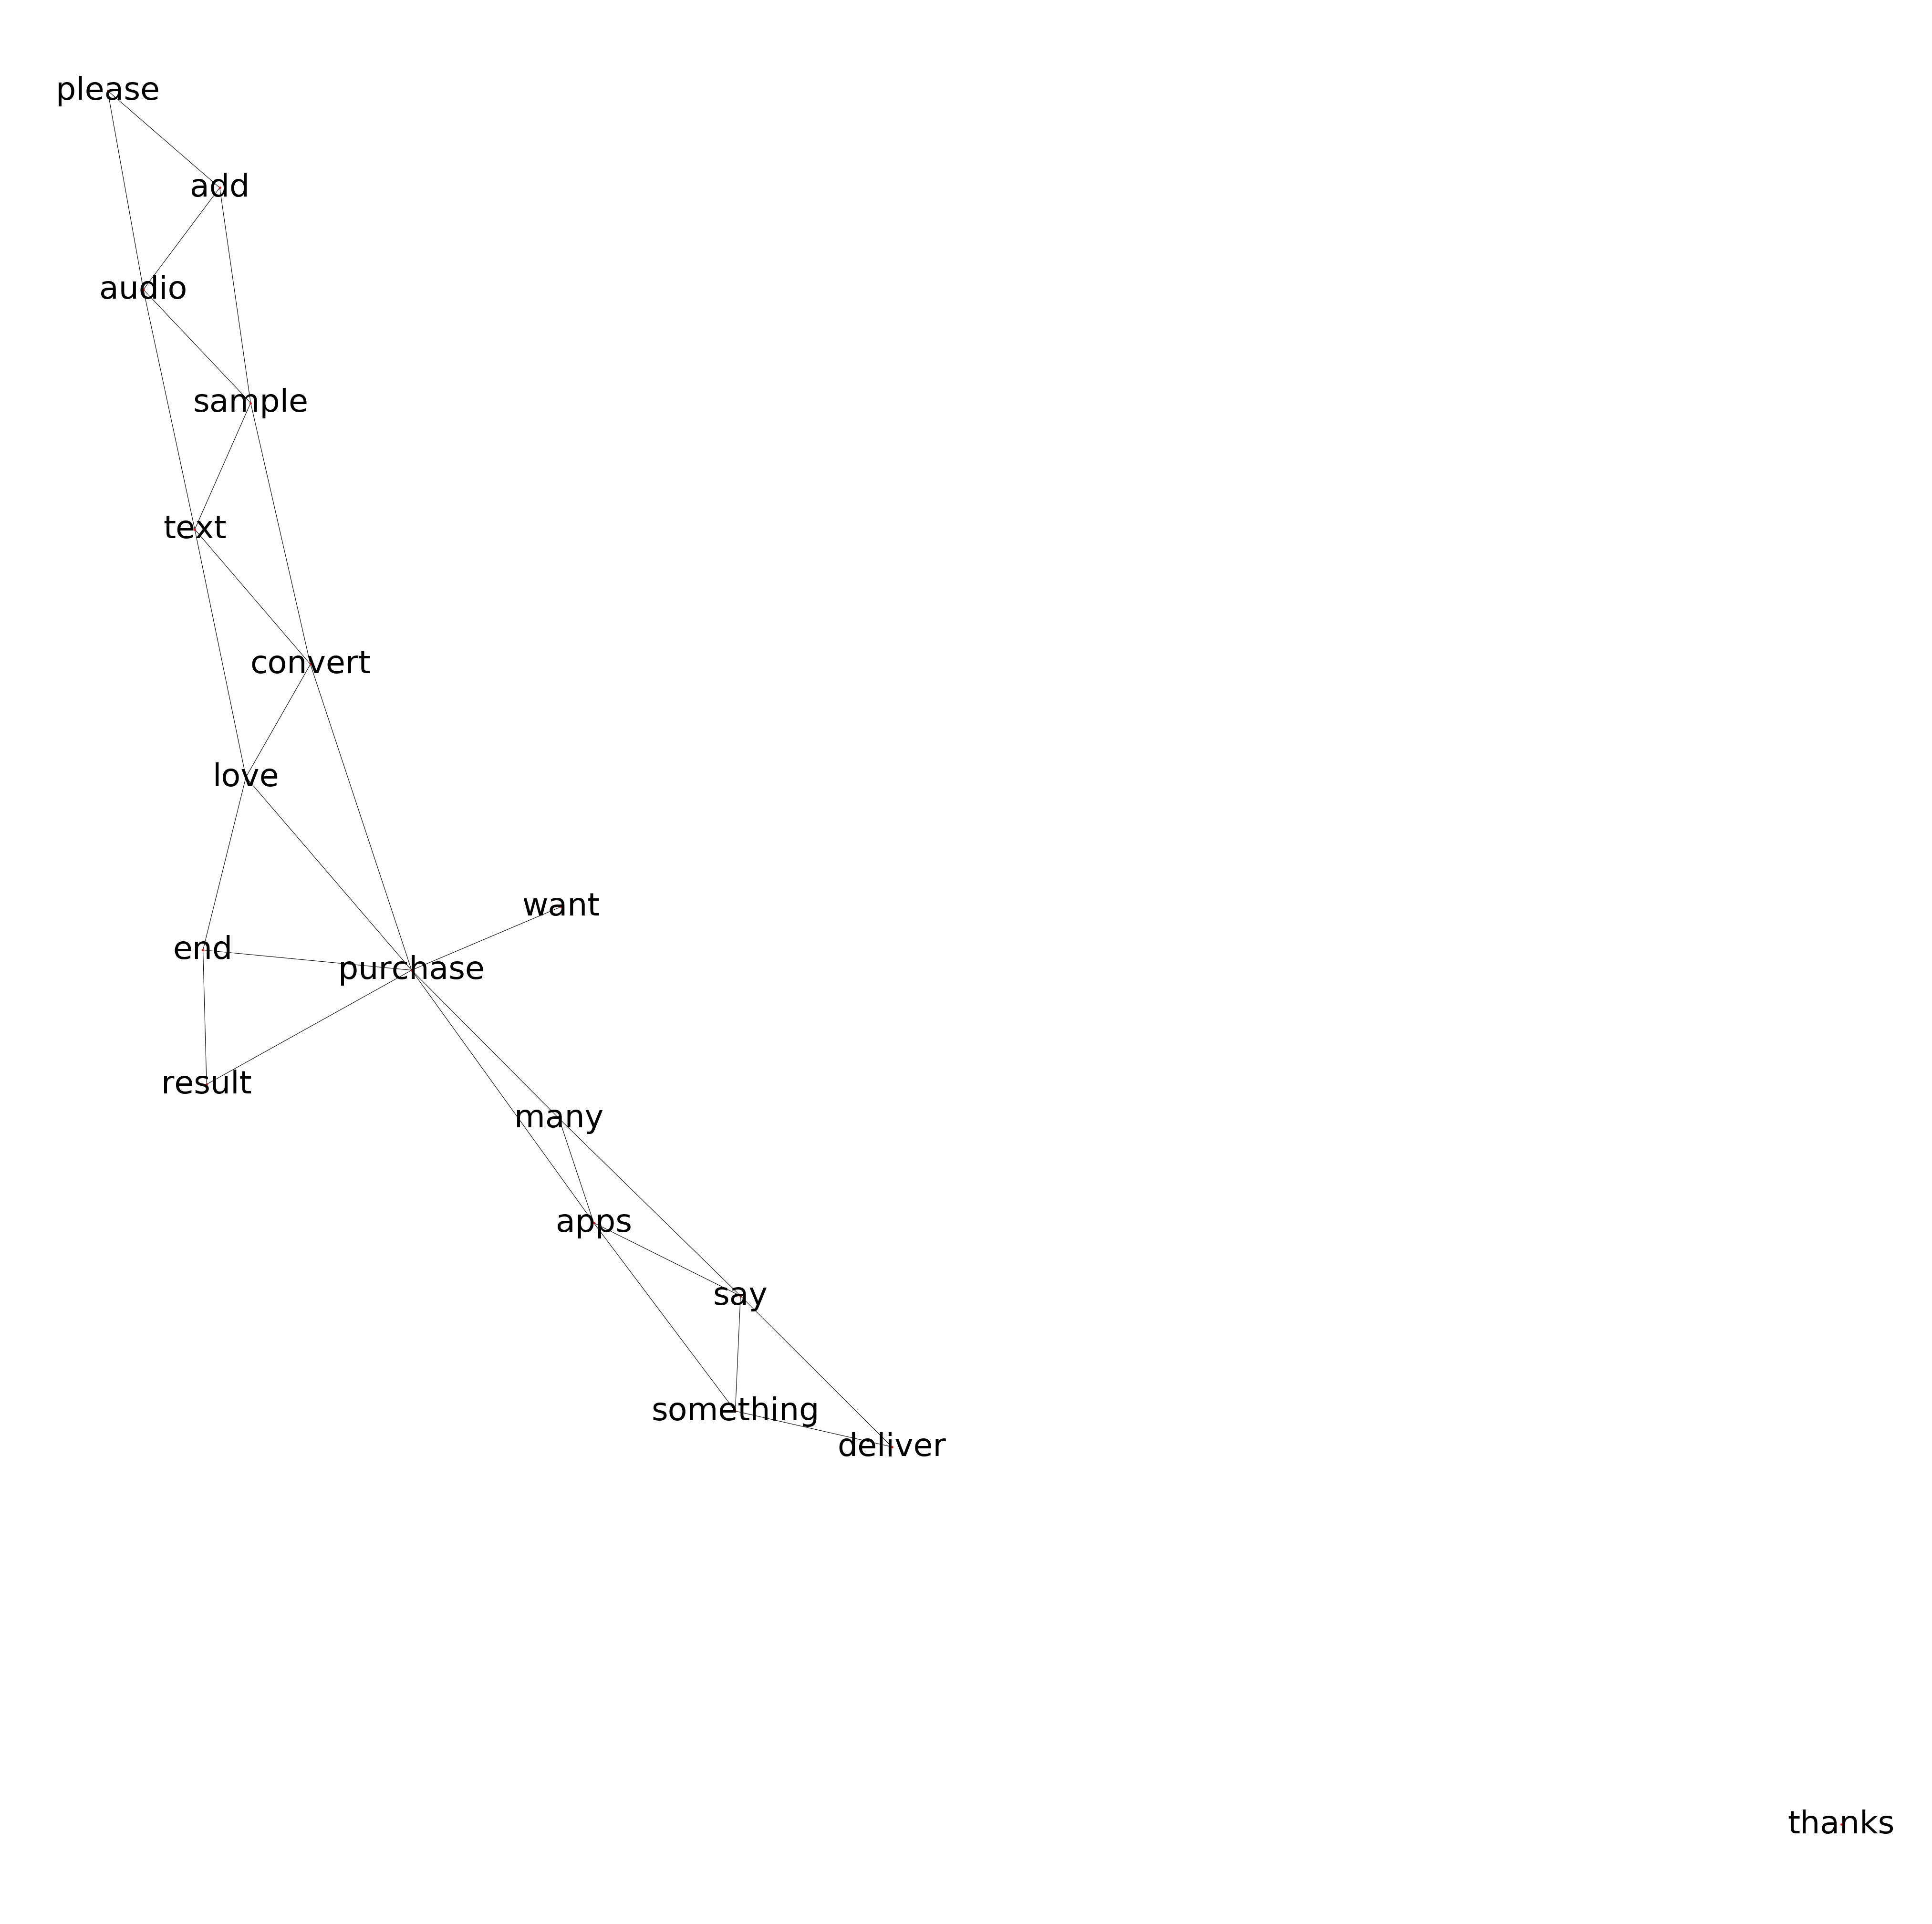 please
add
audio
sample
text
convert
love
want
end
purchase
result
many
apps
say
something
deliver
thanks